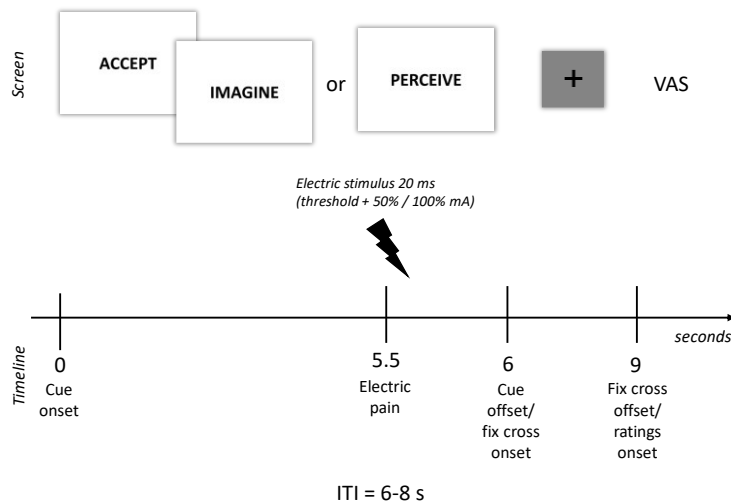 Screen
ACCEPT
IMAGINE
or
PERCEIVE
+
VAS
Electric stimulus 20 ms
(threshold + 50% / 100% mA)
Timeline
seconds
0
Cue
onset
5.5
Electric
pain
6
Cue
offset/
fix cross
onset
9
Fix cross
offset/
ratings
onset
ITI = 6-8 s